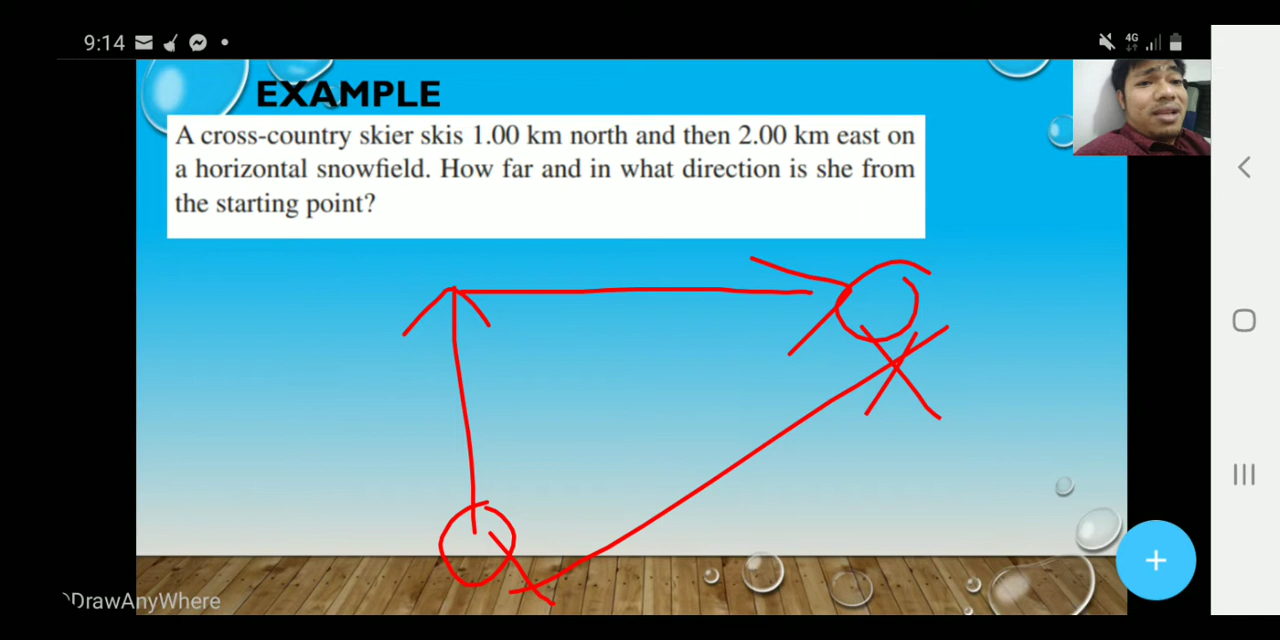 9:14
4G
EXAMPLE
A cross-country skier skis 1.00 km north and then 2.00 km east on
a horizontal snowfield. How far and in what direction is she from
the starting point?
DrawAnyWhere